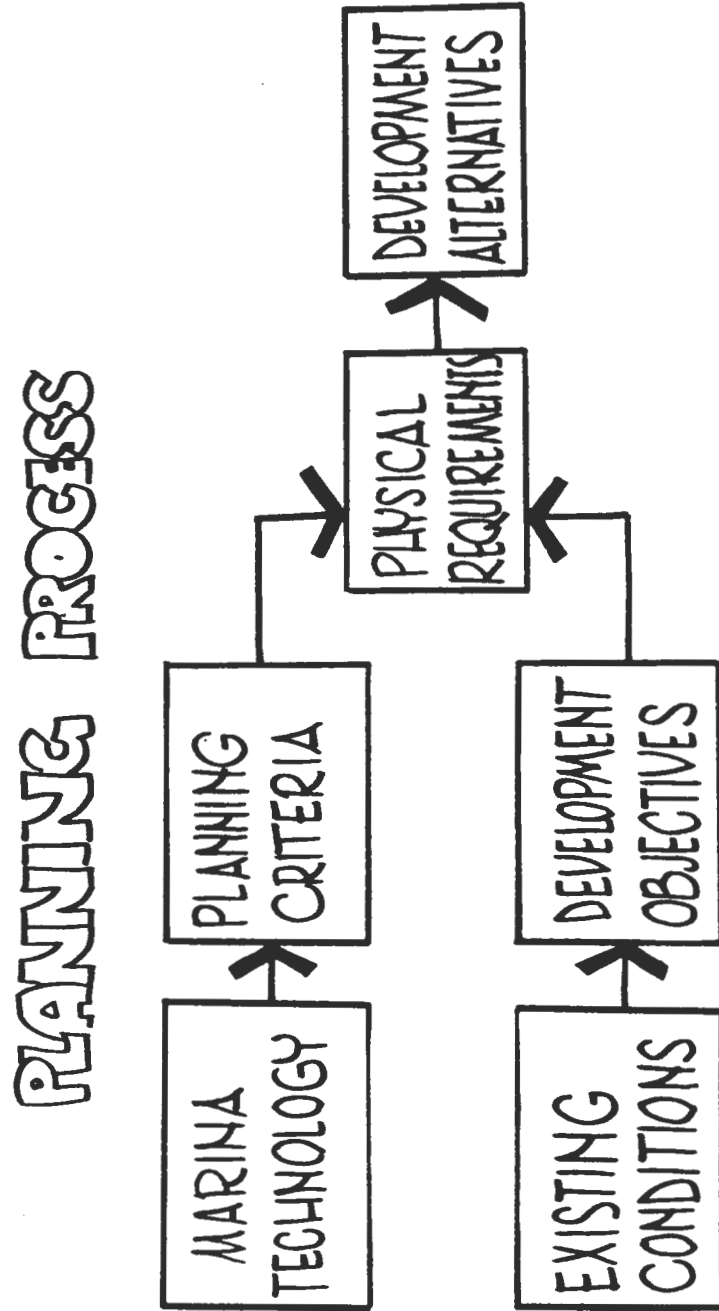 PLANNING PROCESS
MARINA
TECHNOLOGY
PLANNING
CRITERIA
EXISTING
CONDITIONS
DEVELOPMENT
OBJECTIVES
PHYSICAL
REQUIREMENTS
DEVELOPMENT
ALTERNATIVES